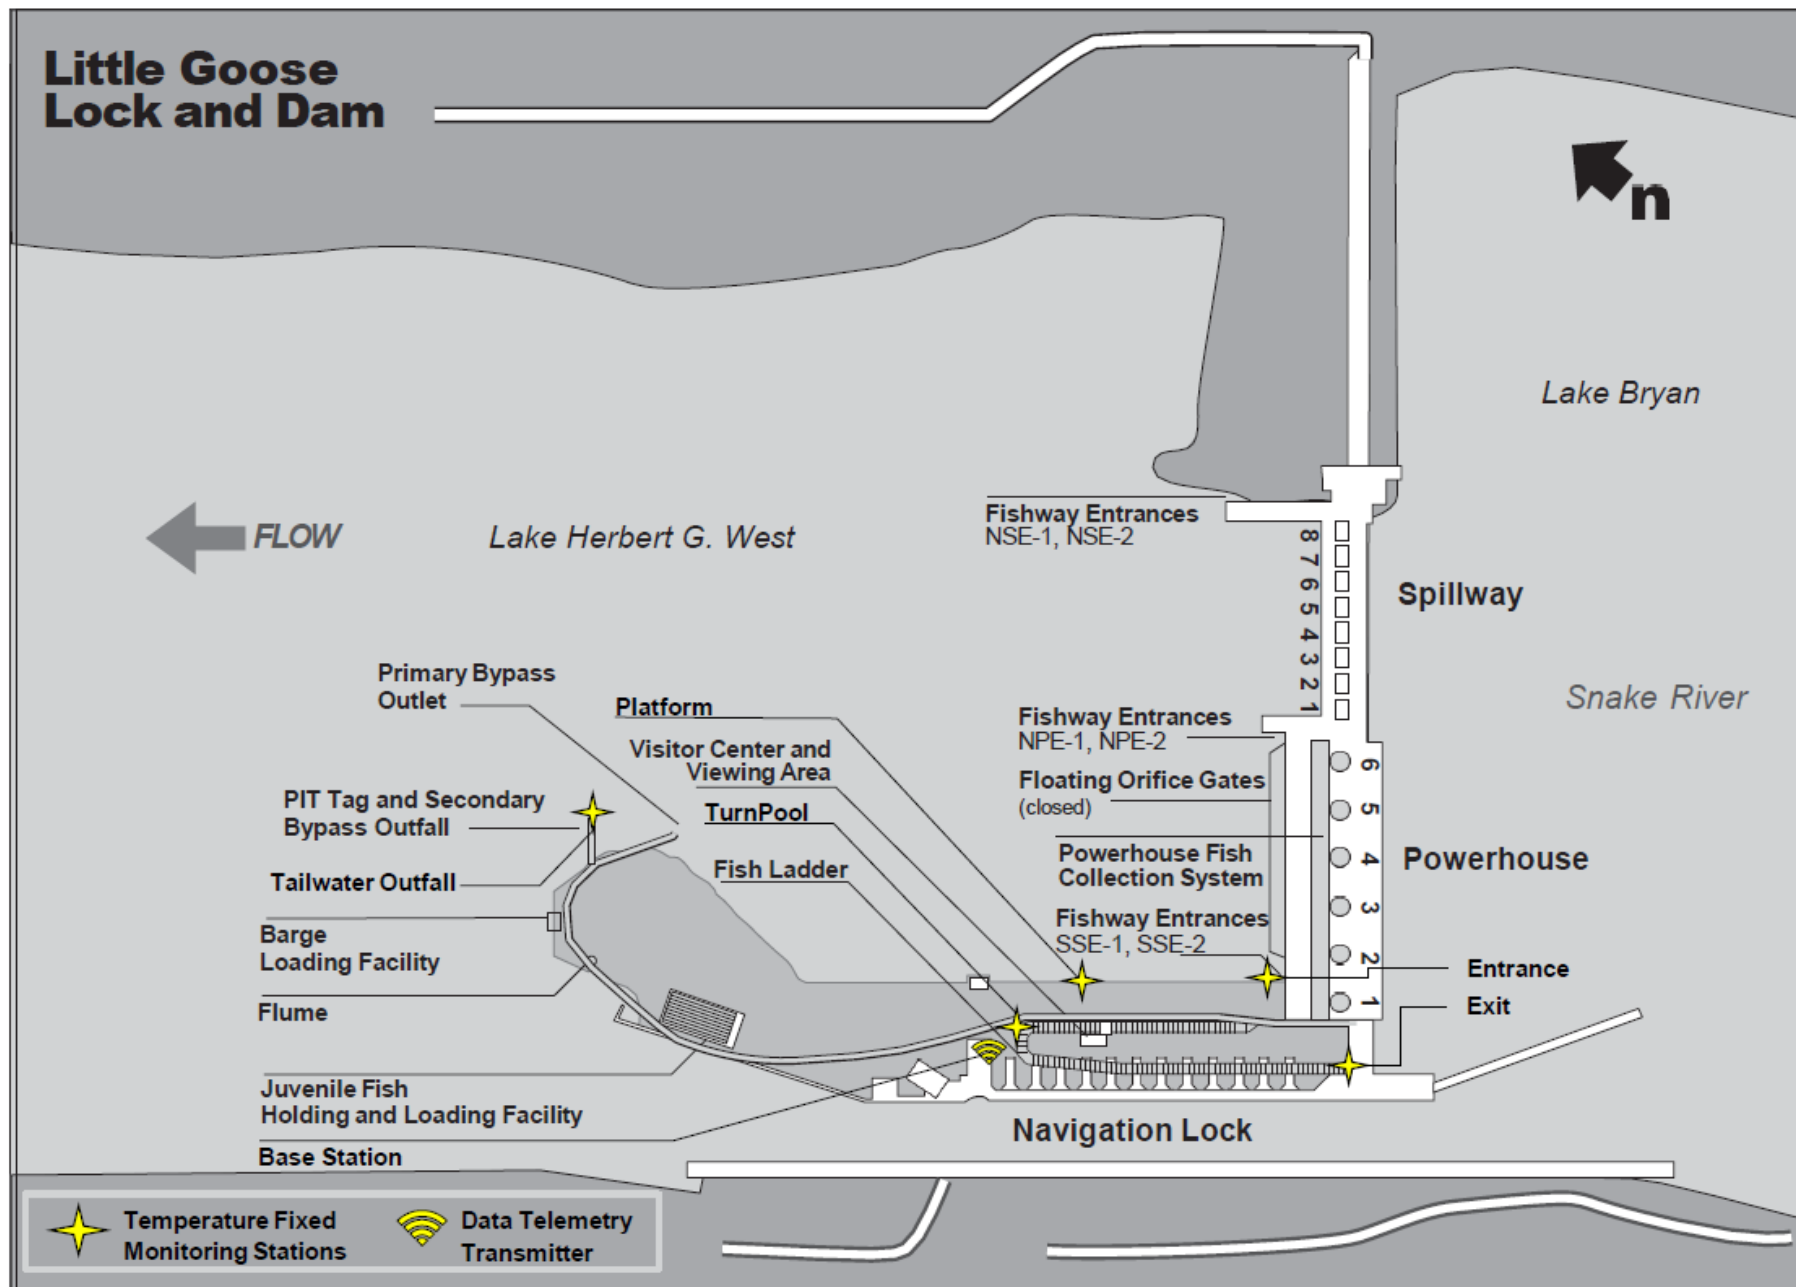 Little Goose
Lock and Dam
n
Lake Bryan
Fishway Entrances
NSE-1, NSE-2
FLOW
Lake Herbert G. West
8
7
6
5
4
3
2
1
Spillway
Snake River
Primary Bypass
Outlet
Platform
Visitor Center and
Viewing Area
TurnPool
Fish Ladder
Fishway Entrances
NPE-1, NPE-2
Floating Orifice Gates
(closed)
Powerhouse Fish
Collection System
Fishway Entrances
SSE-1, SSE-2
6
5
4
3
2
1
Powerhouse
PIT Tag and Secondary
Bypass Outfall
Tailwater Outfall
Barge
Loading Facility
Flume
Entrance
Exit
Juvenile Fish
Holding and Loading Facility
Base Station
Navigation Lock
Temperature Fixed
Monitoring Stations
Data Telemetry
Transmitter